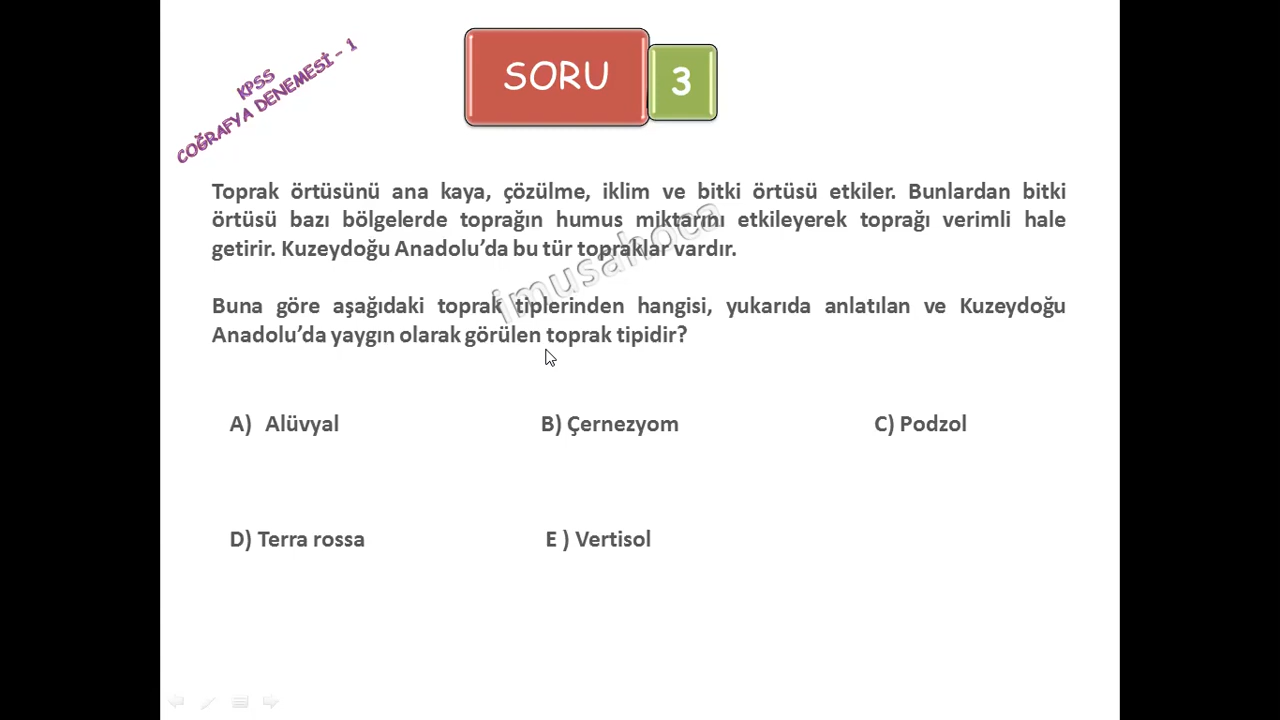 KPSS
COĞRAFYA DENEMESİ – 1
SORU 3
Toprak örtüsünü ana kaya, çözülme, iklim ve bitki örtüsü etkiler. Bunlardan bitki
örtüsü bazı bölgelerde toprağın humus miktarını etkileyerek toprağı verimli hale
getirir. Kuzeydoğu Anadolu’da bu tür topraklar vardır.
imusahoca
Buna göre aşağıdaki toprak tiplerinden hangisi, yukarıda anlatılan ve Kuzeydoğu
Anadolu’da yaygın olarak görülen toprak tipidir?
A) Alüvyal
B) Çernezyom
C) Podzol
D) Terra rossa
E ) Vertisol